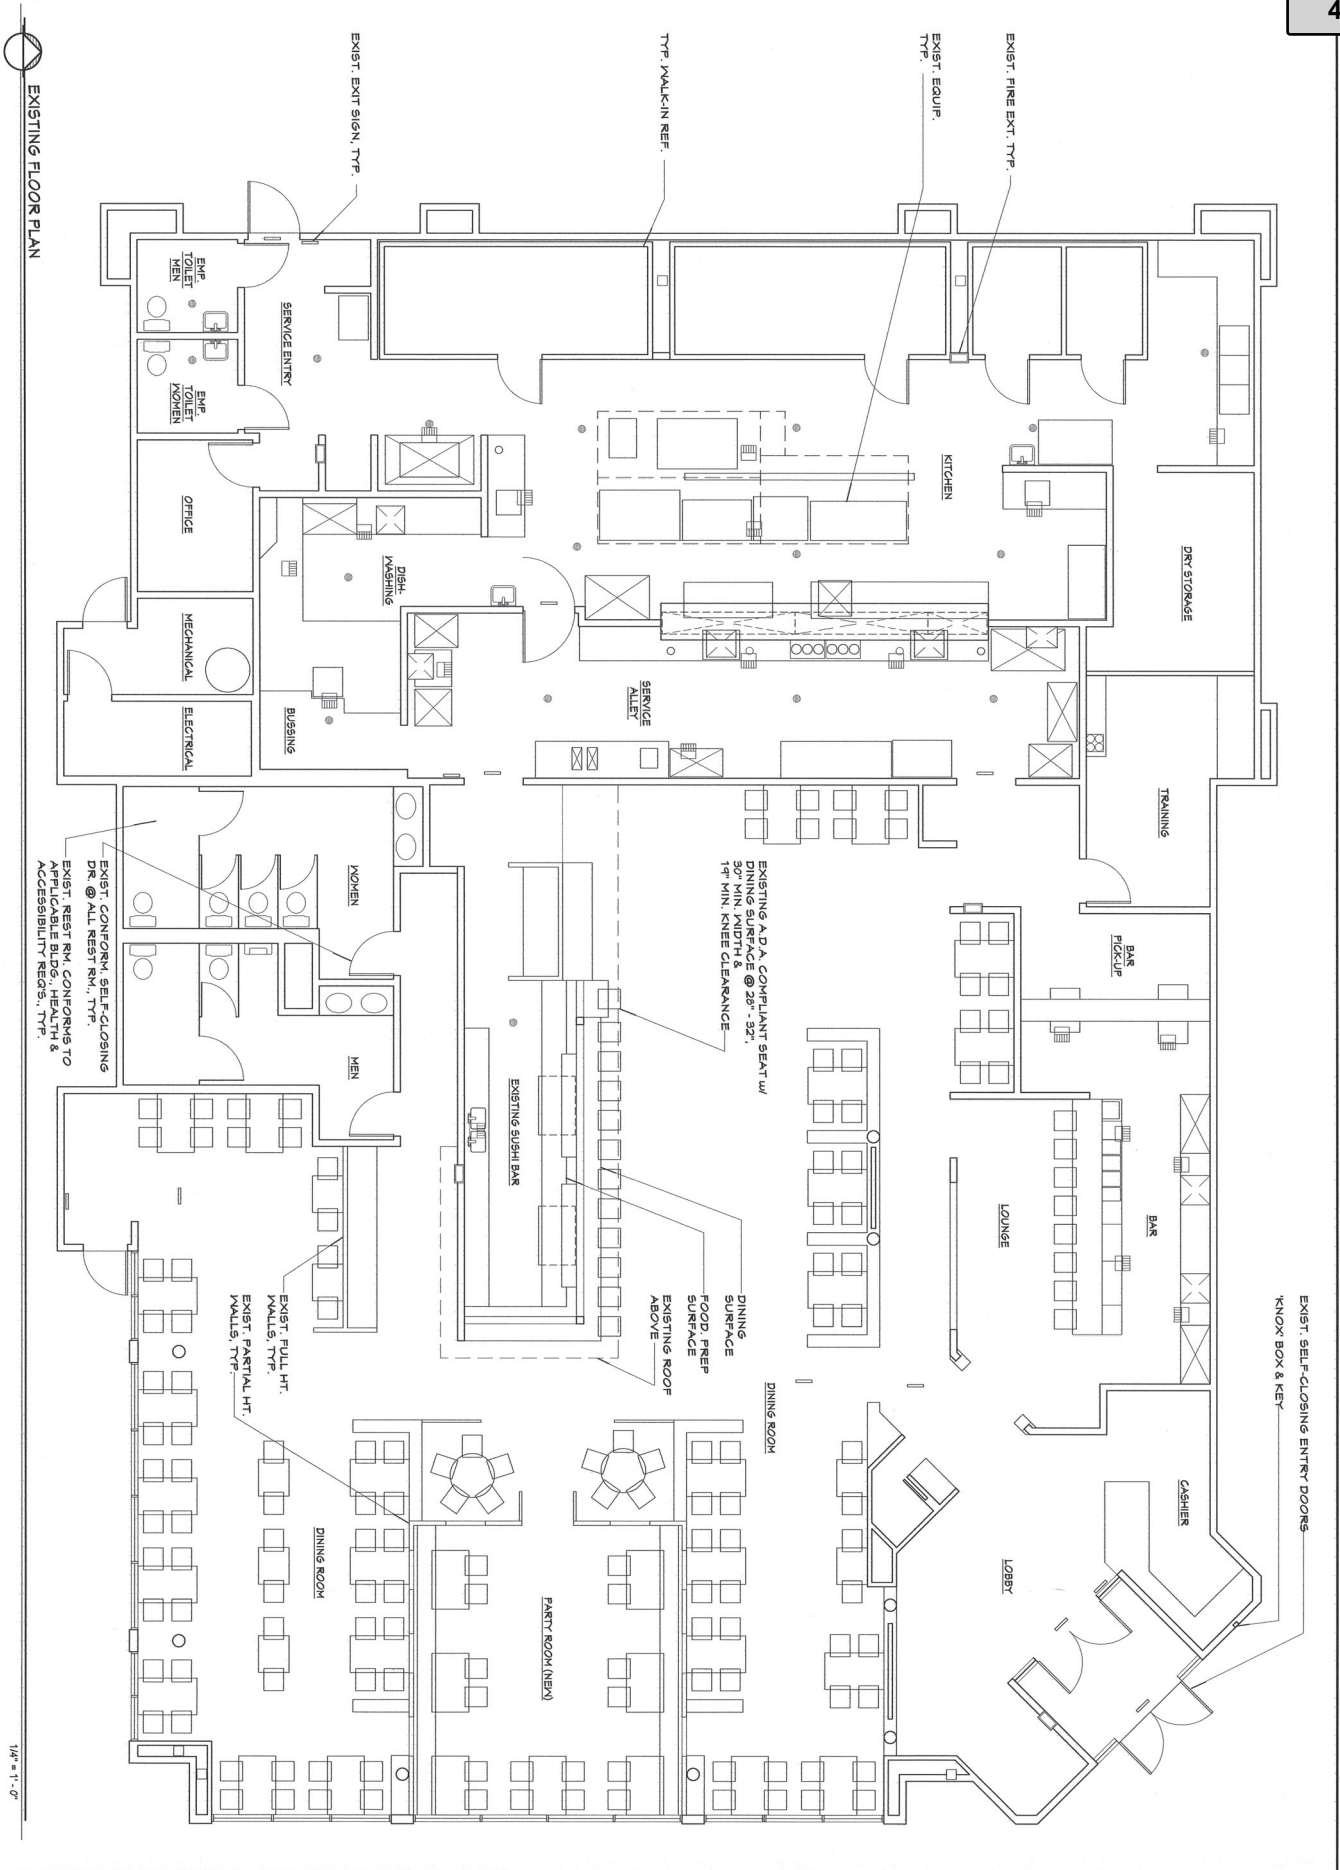 4
EXIST. EXIT SIGN, TYP.
TYP. WALK-IN REF.
EXIST. EQUIP.
TYP.
EXIST. FIRE EXT. TYP.
EXISTING FLOOR PLAN
EMP.
TOILET
MEN
EMP.
TOILET
WOMEN
SERVICE ENTRY
OFFICE
MECHANICAL
ELECTRICAL
DISH-
WASHING
BUSSING
KITCHEN
DRY STORAGE
SERVICE
ALLEY
TRAINING
BAR
PICK-UP
WOMEN
MEN
EXIST. CONFORM. SELF-CLOSING
DR. @ ALL REST RM., TYP.
EXIST. REST RM. CONFORMS TO
APPLICABLE BLDG., HEALTH &
ACCESSIBILITY REQ'S., TYP.
EXISTING A.D.A. COMPLIANT SEAT w/
DINING SURFACE @ 28" - 32",
30" MIN. WIDTH &
19" MIN. KNEE CLEARANCE
EXISTING SUSHI BAR
LOUNGE
BAR
DINING
SURFACE
FOOD. PREP
SURFACE
EXISTING ROOF
ABOVE
EXIST. FULL HT.
WALLS, TYP.
EXIST. PARTIAL HT.
WALLS, TYP.
DINING ROOM
DINING ROOM
PARTY ROOM (NEW)
CASHIER
LOBBY
EXIST. SELF-CLOSING ENTRY DOORS
'KNOX' BOX & KEY
1/4" = 1' - 0"